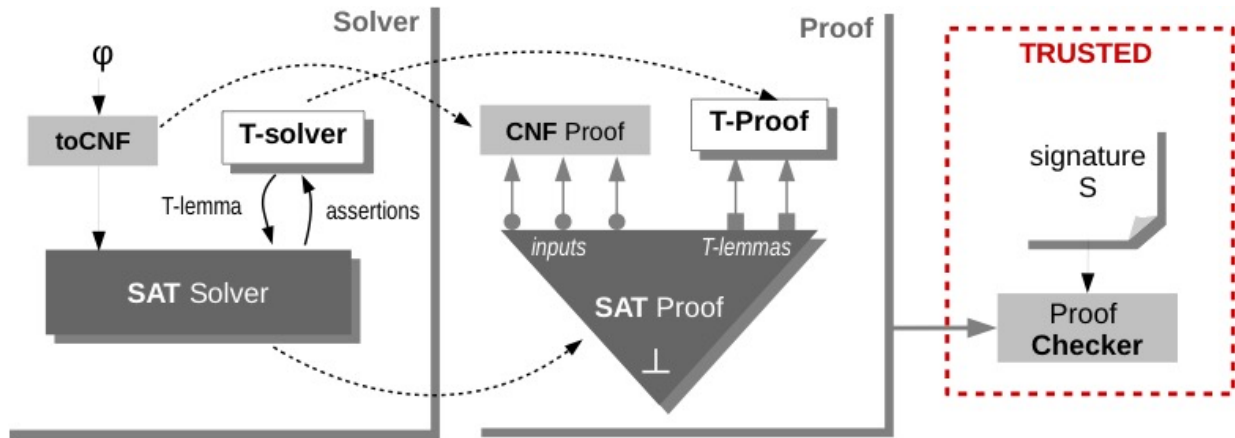 Solver
φ
toCNF
T-solver
T-lemma
assertions
SAT Solver
Proof
CNF Proof
T-Proof
inputs
T-lemmas
SAT Proof
⊥
TRUSTED
signature
S
Proof
Checker